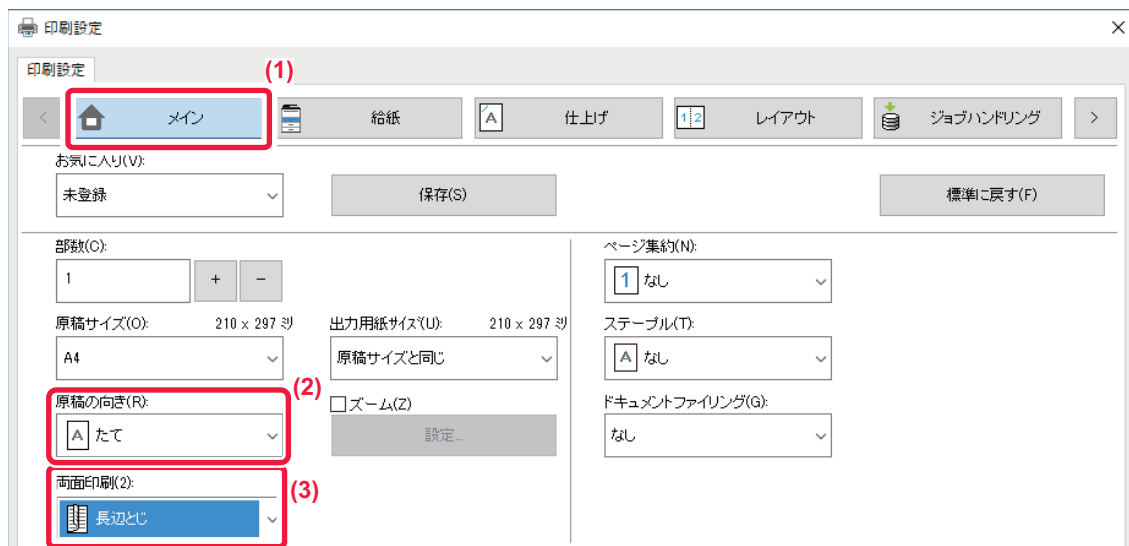 印刷設定
印刷設定
(1)
メイン 給紙 A 仕上げ 1 2 レイアウト ジョブハンドリング
お気に入り(V):
未登録 保存(S) 標準に戻す(F)
部数(C): ページ集約(N):
1 + - 1 なし
原稿サイズ(O): 210 x 297 ミリ 出力用紙サイズ(U): 210 x 297 ミリ ステープル(T):
A4 原稿サイズと同じ A なし
(2)
原稿の向き(R): ズーム(Z) ドキュメントファイリング(G):
A たて 設定... なし
両面印刷(2): (3)
長辺とじ